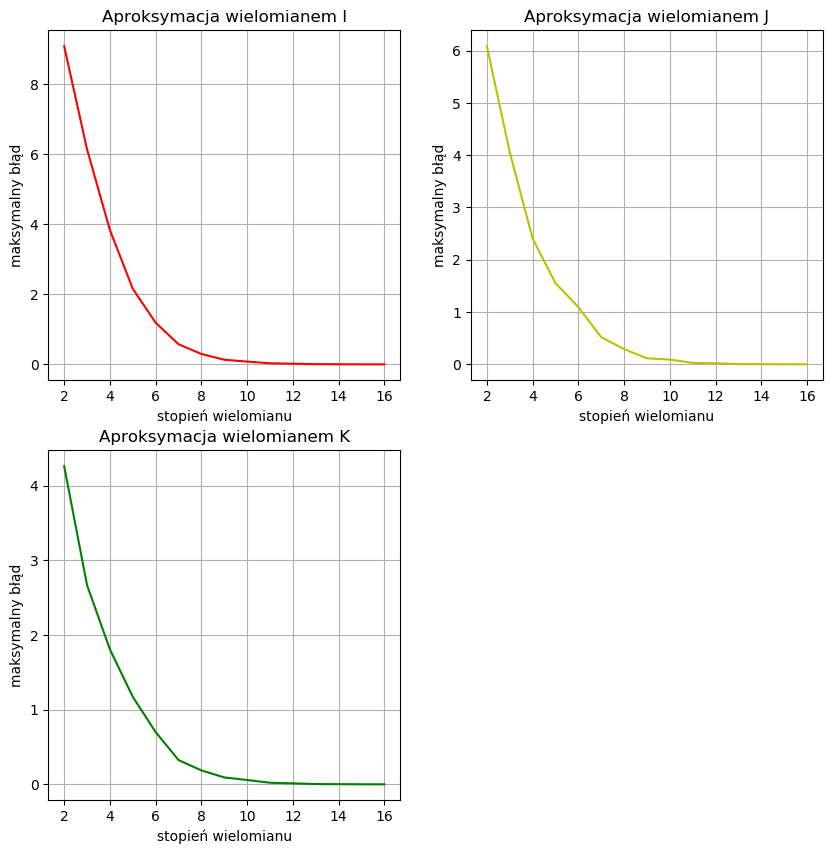 Aproksymacja wielomianem I
8
6
4
2
0
maksymalny błąd
2 4 6 8 10 12 14 16
stopień wielomianu
Aproksymacja wielomianem J
6
5
4
3
2
1
0
maksymalny błąd
2 4 6 8 10 12 14 16
stopień wielomianu
Aproksymacja wielomianem K
4
3
2
1
0
maksymalny błąd
2 4 6 8 10 12 14 16
stopień wielomianu